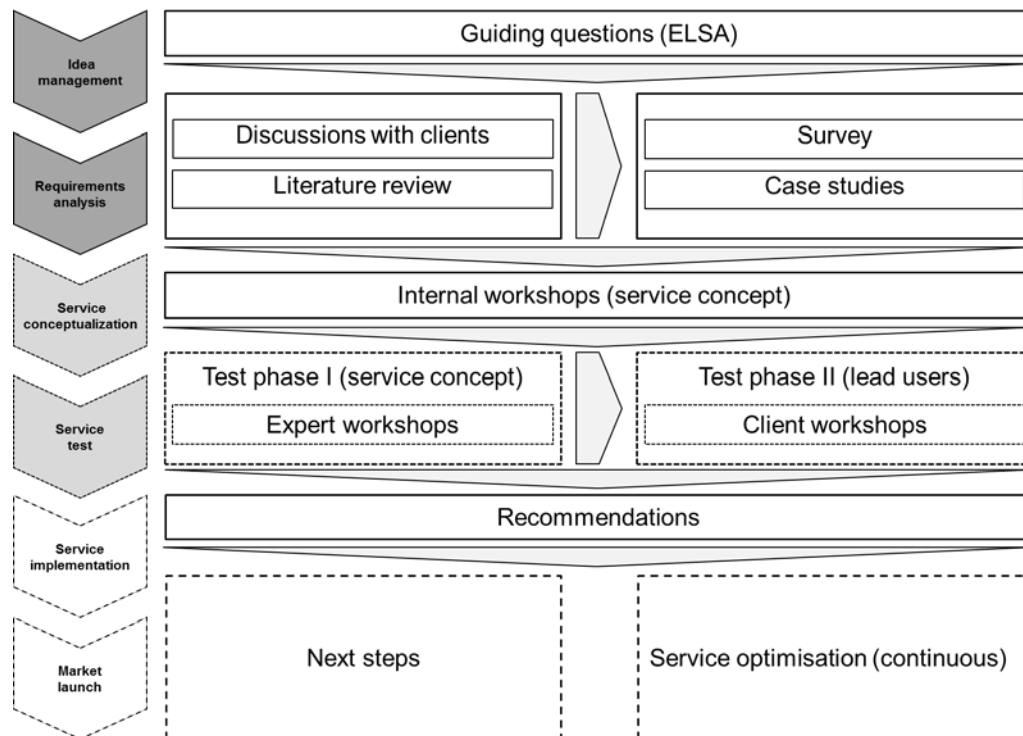 Idea
management
Guiding questions (ELSA)
Requirements
analysis
Discussions with clients
Literature review
Survey
Case studies
Service
conceptualization
Internal workshops (service concept)
Service
test
Test phase I (service concept)
Expert workshops
Test phase II (lead users)
Client workshops
Service
implementation
Recommendations
Market
launch
Next steps
Service optimisation (continuous)